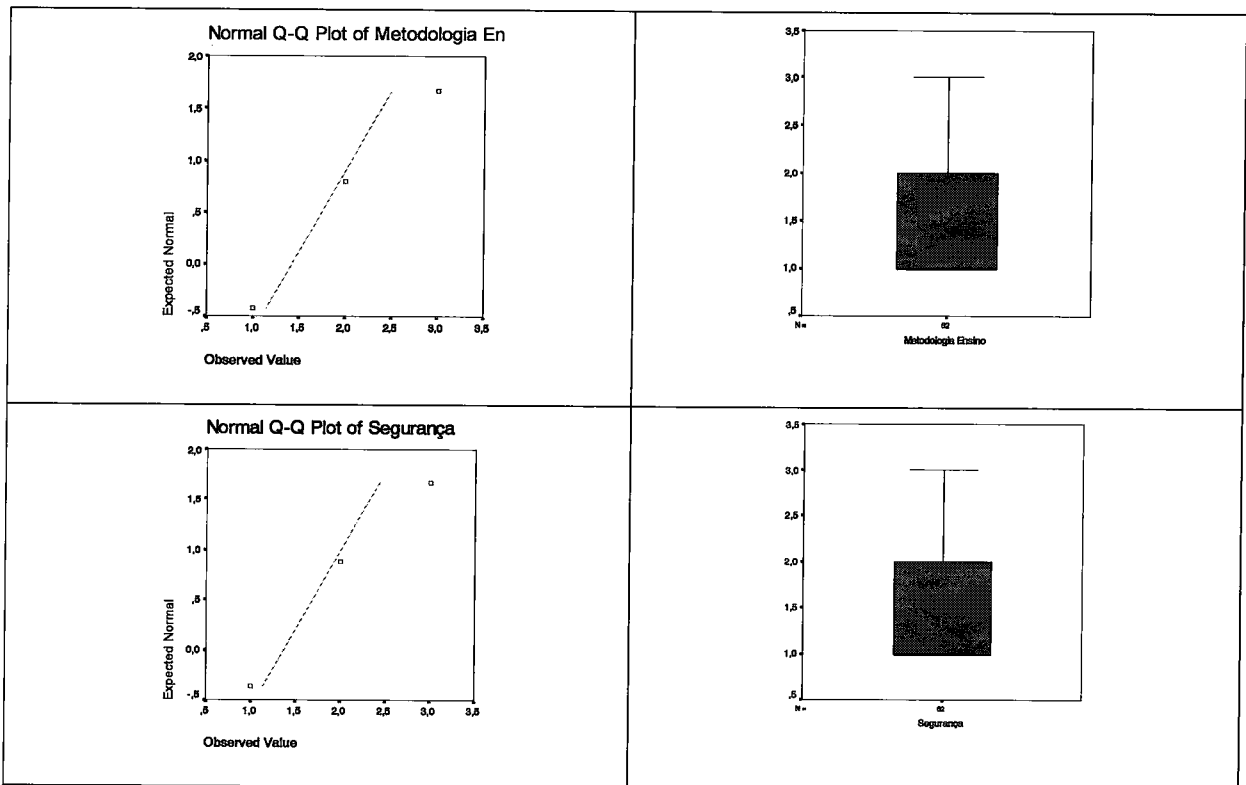 Normal Q-Q Plot of Metodologia En
2,0
1,5
1,0
,5
0,0
-,5
Expected Normal
,5 1,0 1,5 2,0 2,5 3,0 3,5
Observed Value
3,5
3,0
2,5
2,0
1,5
1,0
,5
N = 62
Metodologia Ensino
Normal Q-Q Plot of Segurança
2,0
1,5
1,0
,5
0,0
-,5
Expected Normal
,5 1,0 1,5 2,0 2,5 3,0 3,5
Observed Value
3,5
3,0
2,5
2,0
1,5
1,0
,5
N = 62
Segurança